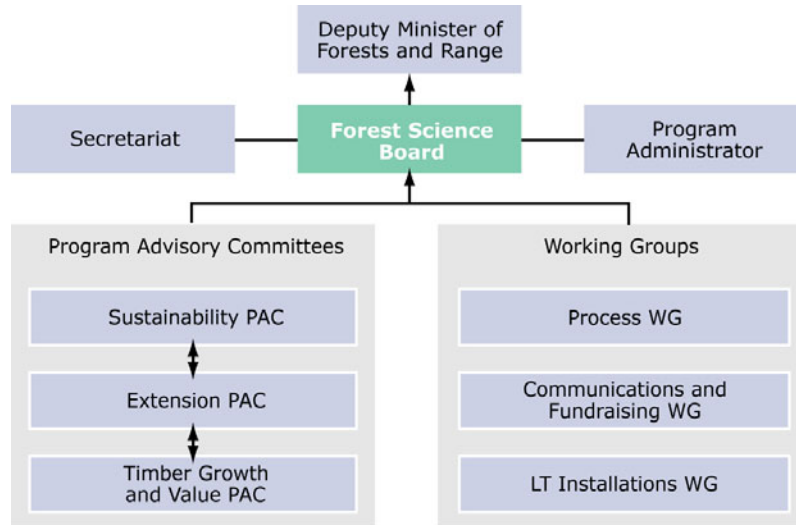 Deputy Minister of
Forests and Range
Secretariat
Forest Science
Board
Program
Administrator
Program Advisory Committees
Sustainability PAC
Extension PAC
Timber Growth
and Value PAC
Working Groups
Process WG
Communications and
Fundraising WG
LT Installations WG